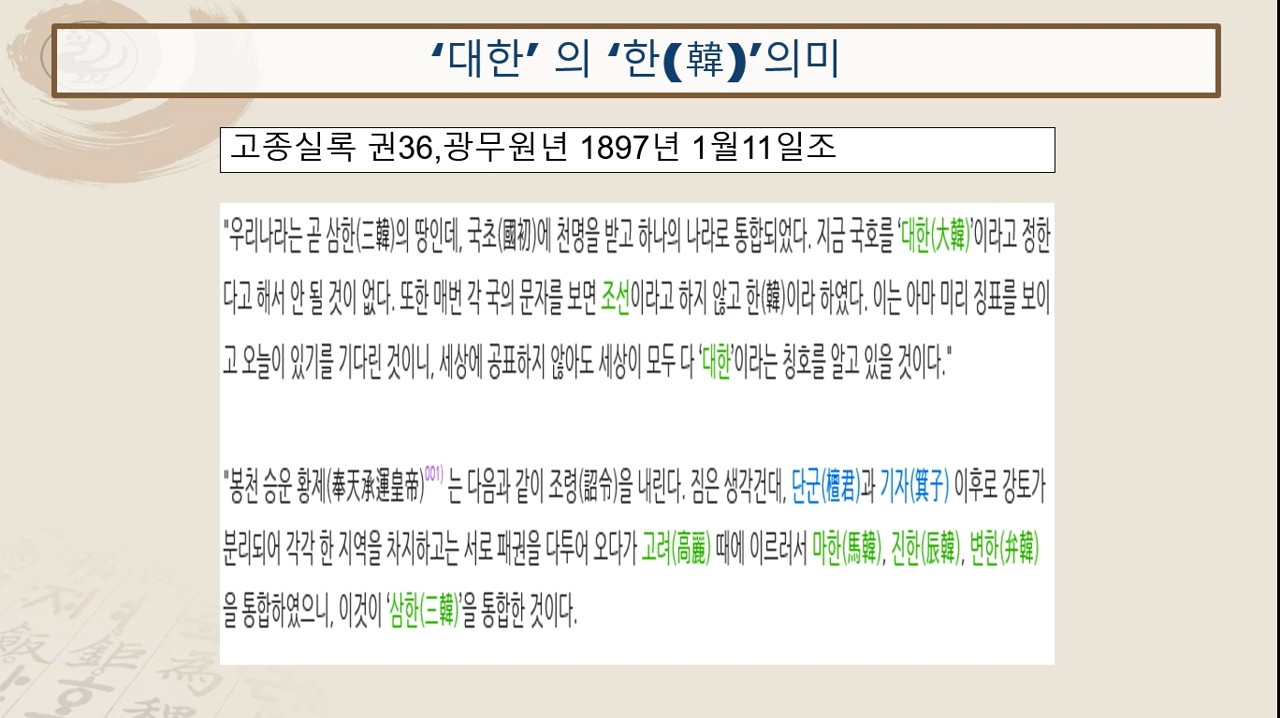 ‘대한’ 의 ‘한(韓)’의미
고종실록 권36,광무원년 1897년 1월11일조
"우리나라는 곧 삼한(三韓)의 땅인데, 국초(國初)에 천명을 받고 하나의 나라로 통합되었다. 지금 국호를 ‘대한(大韓)’이라고 정한
다고 해서 안 될 것이 없다. 또한 매번 각 국의 문자를 보면 조선이라고 하지 않고 한(韓)이라 하였다. 이는 아마 미리 징표를 보이
고 오늘이 있기를 기다린 것이니, 세상에 공표하지 않아도 세상이 모두 다 ‘대한’이라는 칭호를 알고 있을 것이다."
"봉천 승운 황제(奉天承運皇帝)001) 는 다음과 같이 조령(詔令)을 내린다. 짐은 생각건대, 단군(檀君)과 기자(箕子) 이후로 강토가
분리되어 각각 한 지역을 차지하고는 서로 패권을 다투어 오다가 고려(高麗) 때에 이르러서 마한(馬韓), 진한(辰韓), 변한(弁韓)
을 통합하였으니, 이것이 ‘삼한(三韓)’을 통합한 것이다.